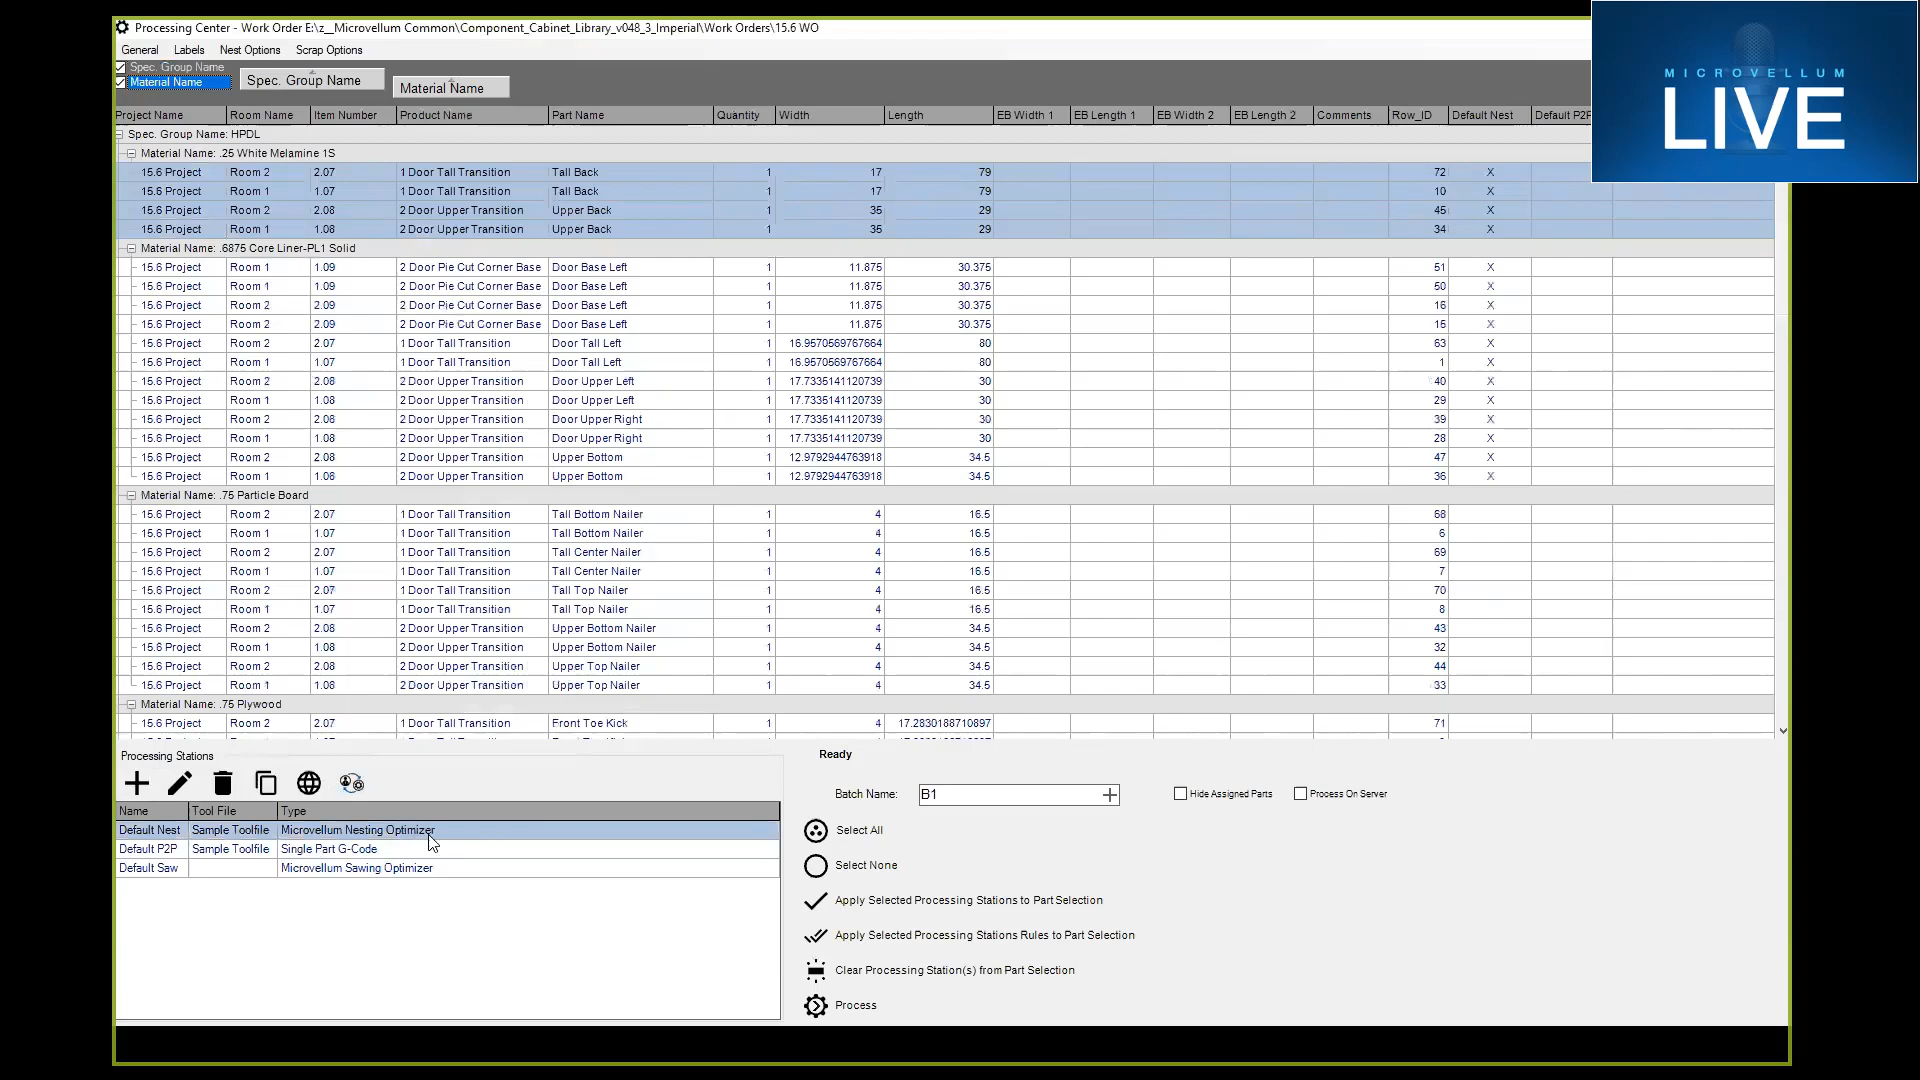 Processing Center - Work Order E:\z__Microvellum Common\Component_Cabinet_Library_v048_3_Imperial\Work Orders\15.6 WO
General Labels Nest Options Scrap Options
Spec. Group Name
Material Name
Spec. Group Name
Material Name
MICROVELLUM
LIVE
Project Name Room Name Item Number Product Name Part Name Quantity Width Length EB Width 1 EB Length 1 EB Width 2 EB Length 2 Comments Row_ID Default Nest Default P2P
Spec. Group Name: HPDL
Material Name: .25 White Melamine 1S
15.6 Project Room 2 2.07 1 Door Tall Transition Tall Back 1 17 79 72 X
15.6 Project Room 1 1.07 1 Door Tall Transition Tall Back 1 17 79 10 X
15.6 Project Room 2 2.08 2 Door Upper Transition Upper Back 1 35 29 45 X
15.6 Project Room 1 1.08 2 Door Upper Transition Upper Back 1 35 29 34 X
Material Name: .6875 Core Liner-PL1 Solid
15.6 Project Room 1 1.09 2 Door Pie Cut Corner Base Door Base Left 1 11.875 30.375 51 X
15.6 Project Room 1 1.09 2 Door Pie Cut Corner Base Door Base Left 1 11.875 30.375 50 X
15.6 Project Room 2 2.09 2 Door Pie Cut Corner Base Door Base Left 1 11.875 30.375 16 X
15.6 Project Room 2 2.09 2 Door Pie Cut Corner Base Door Base Left 1 11.875 30.375 15 X
15.6 Project Room 2 2.07 1 Door Tall Transition Door Tall Left 1 16.9570569767664 80 63 X
15.6 Project Room 1 1.07 1 Door Tall Transition Door Tall Left 1 16.9570569767664 80 1 X
15.6 Project Room 2 2.08 2 Door Upper Transition Door Upper Left 1 17.7335141120739 30 40 X
15.6 Project Room 1 1.08 2 Door Upper Transition Door Upper Left 1 17.7335141120739 30 29 X
15.6 Project Room 2 2.08 2 Door Upper Transition Door Upper Right 1 17.7335141120739 30 39 X
15.6 Project Room 1 1.08 2 Door Upper Transition Door Upper Right 1 17.7335141120739 30 28 X
15.6 Project Room 2 2.08 2 Door Upper Transition Upper Bottom 1 12.9792944763918 34.5 47 X
15.6 Project Room 1 1.08 2 Door Upper Transition Upper Bottom 1 12.9792944763918 34.5 36 X
Material Name: .75 Particle Board
15.6 Project Room 2 2.07 1 Door Tall Transition Tall Bottom Nailer 1 4 16.5 68
15.6 Project Room 1 1.07 1 Door Tall Transition Tall Bottom Nailer 1 4 16.5 6
15.6 Project Room 2 2.07 1 Door Tall Transition Tall Center Nailer 1 4 16.5 69
15.6 Project Room 1 1.07 1 Door Tall Transition Tall Center Nailer 1 4 16.5 7
15.6 Project Room 2 2.07 1 Door Tall Transition Tall Top Nailer 1 4 16.5 70
15.6 Project Room 1 1.07 1 Door Tall Transition Tall Top Nailer 1 4 16.5 8
15.6 Project Room 2 2.08 2 Door Upper Transition Upper Bottom Nailer 1 4 34.5 43
15.6 Project Room 1 1.08 2 Door Upper Transition Upper Bottom Nailer 1 4 34.5 32
15.6 Project Room 2 2.08 2 Door Upper Transition Upper Top Nailer 1 4 34.5 44
15.6 Project Room 1 1.08 2 Door Upper Transition Upper Top Nailer 1 4 34.5 33
Material Name: .75 Plywood
15.6 Project Room 2 2.07 1 Door Tall Transition Front Toe Kick 1 4 17.2830188710897 71
Processing Stations
Name Tool File Type
Default Nest Sample Toolfile Microvellum Nesting Optimizer
Default P2P Sample Toolfile Single Part G-Code
Default Saw Microvellum Sawing Optimizer
Ready
Batch Name: B1 Hide Assigned Parts Process On Server
Select All
Select None
Apply Selected Processing Stations to Part Selection
Apply Selected Processing Stations Rules to Part Selection
Clear Processing Station(s) from Part Selection
Process